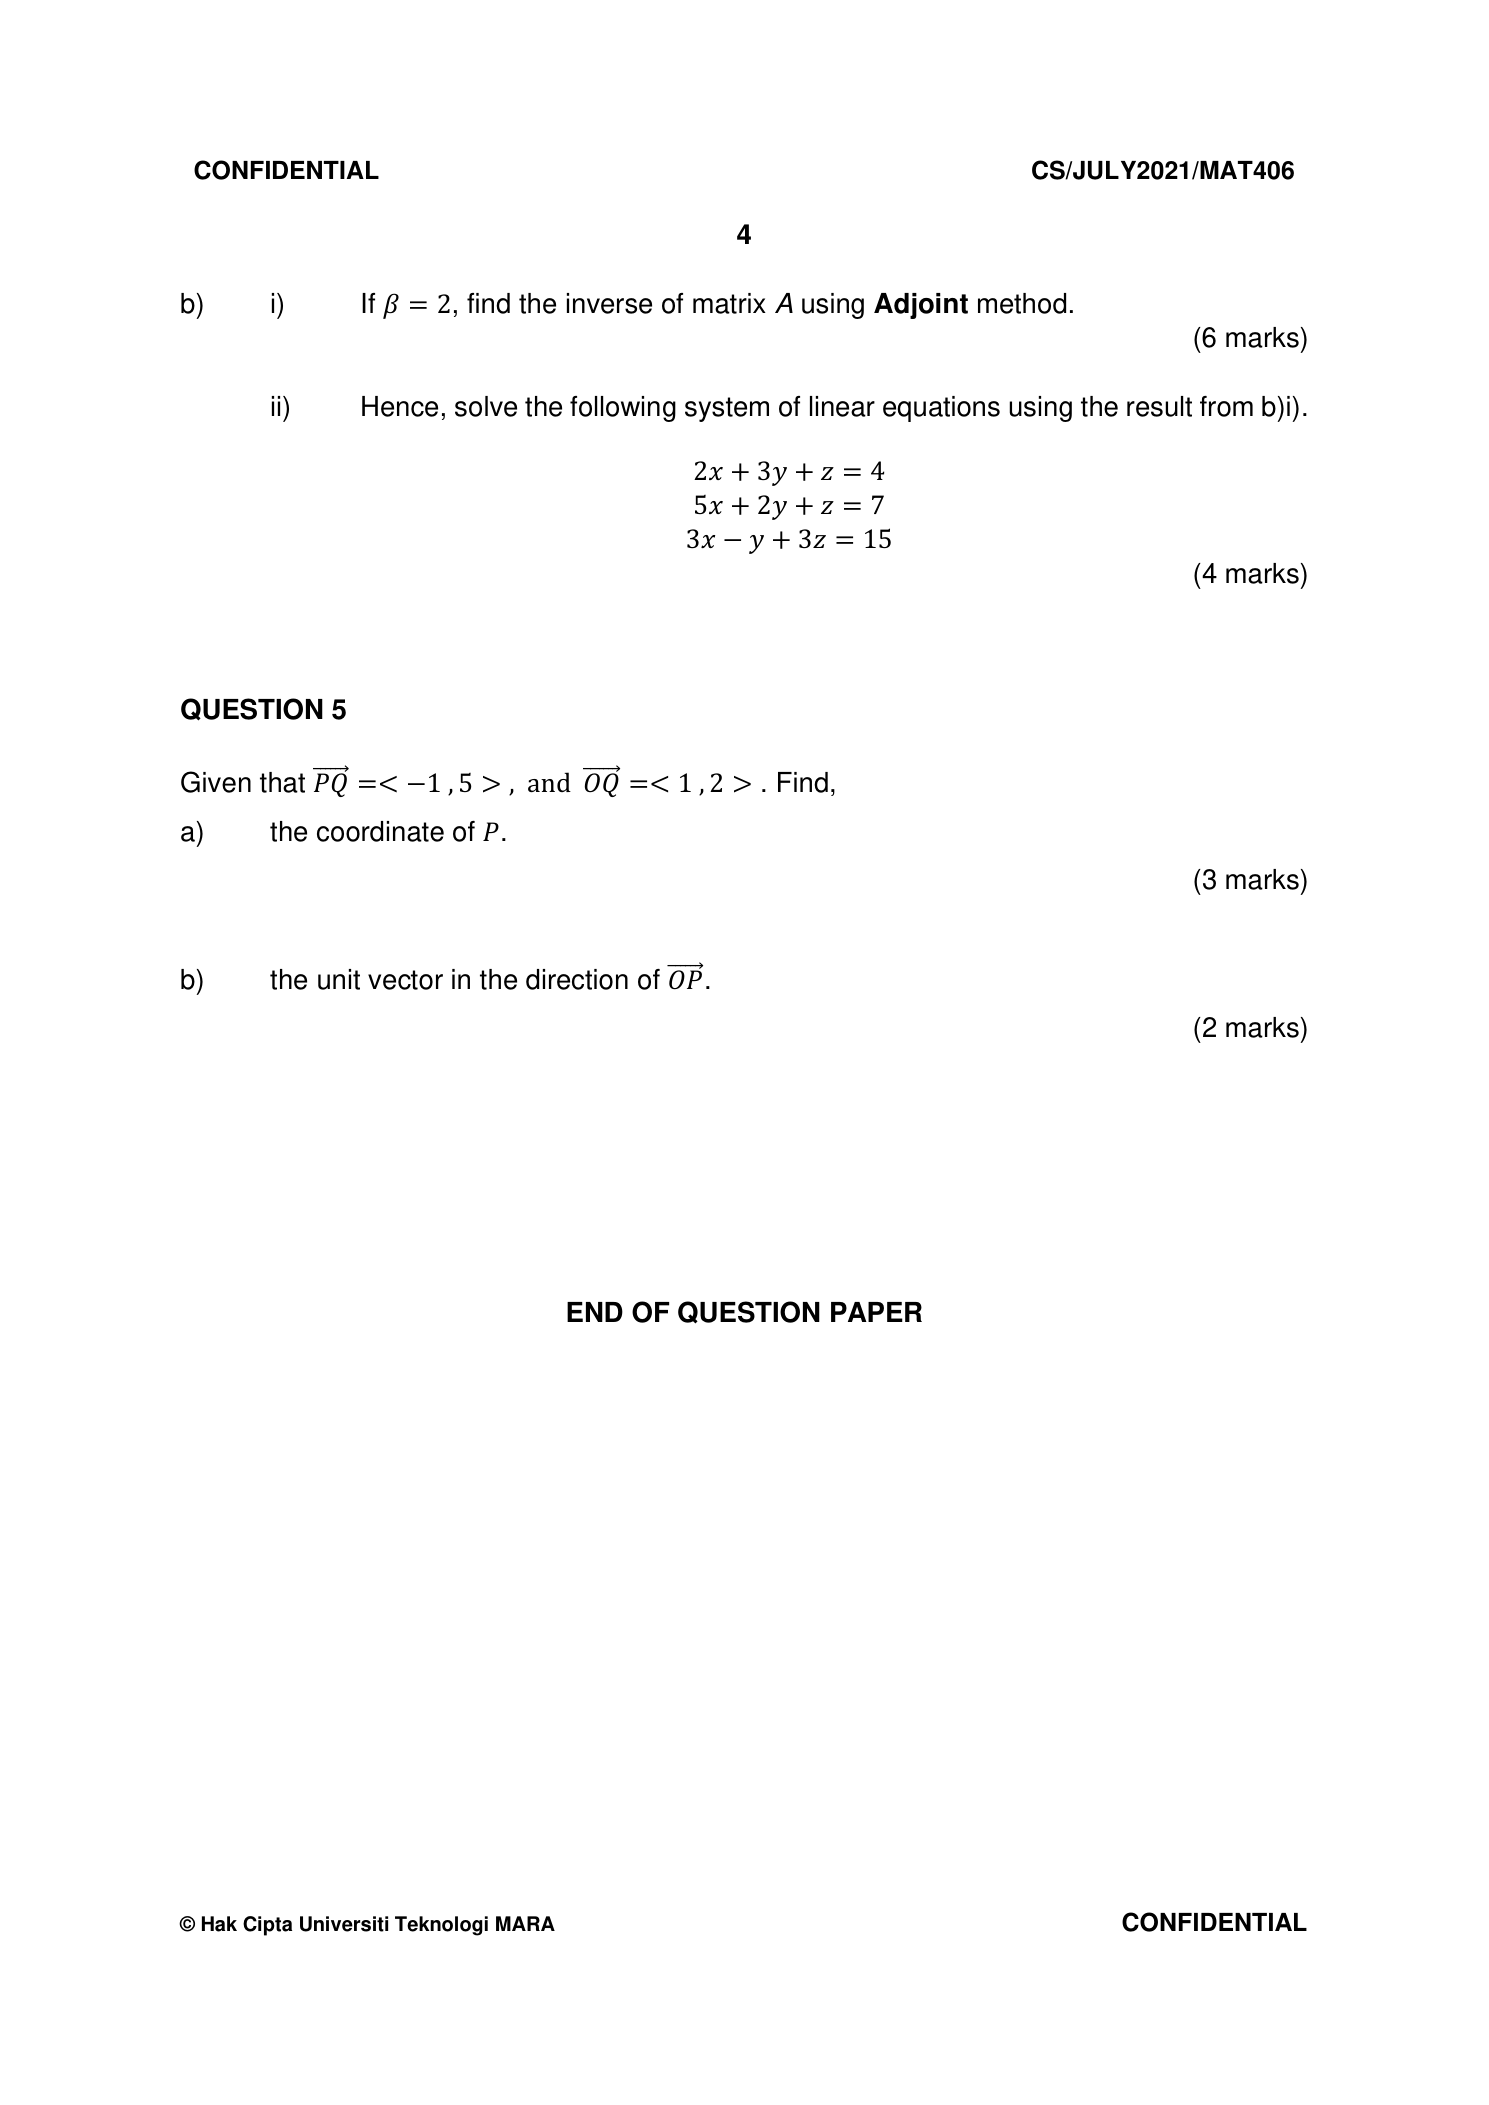 CONFIDENTIAL CS/JULY2021/MAT406
4
b) i) If β = 2, find the inverse of matrix A using Adjoint method.
(6 marks)
ii) Hence, solve the following system of linear equations using the result from b)i).
2x + 3y + z = 4
5x + 2y + z = 7
3x − y + 3z = 15
(4 marks)
QUESTION 5
Given that \overrightarrow{PQ} =< −1 , 5 > , and \overrightarrow{OQ} =< 1 , 2 > . Find,
a) the coordinate of P.
(3 marks)
b) the unit vector in the direction of \overrightarrow{OP}.
(2 marks)
END OF QUESTION PAPER
© Hak Cipta Universiti Teknologi MARA CONFIDENTIAL